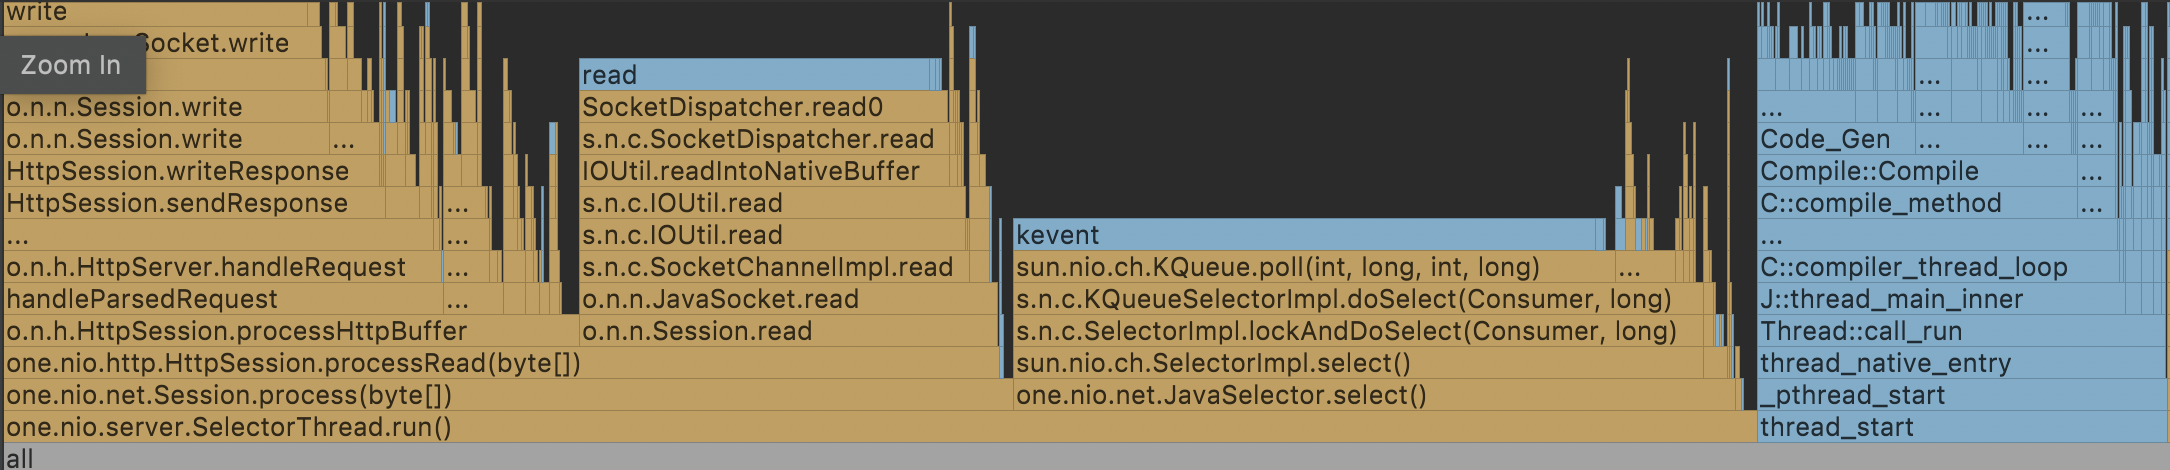 write
Socket.write
Zoom In
read
o.n.n.Session.write
SocketDispatcher.read0
...
o.n.n.Session.write
...
s.n.c.SocketDispatcher.read
Code_Gen
HttpSession.writeResponse
IOUtil.readIntoNativeBuffer
Compile::Compile
...
HttpSession.sendResponse
...
s.n.c.IOUtil.read
C::compile_method
...
...
...
s.n.c.IOUtil.read
kevent
...
o.n.h.HttpServer.handleRequest
...
s.n.c.SocketChannelImpl.read
sun.nio.ch.KQueue.poll(int, long, int, long)
...
C::compiler_thread_loop
handleParsedRequest
...
o.n.n.JavaSocket.read
s.n.c.KQueueSelectorImpl.doSelect(Consumer, long)
J::thread_main_inner
o.n.h.HttpSession.processHttpBuffer
o.n.n.Session.read
s.n.c.SelectorImpl.lockAndDoSelect(Consumer, long)
Thread::call_run
one.nio.http.HttpSession.processRead(byte[])
sun.nio.ch.SelectorImpl.select()
thread_native_entry
one.nio.net.Session.process(byte[])
one.nio.net.JavaSelector.select()
_pthread_start
one.nio.server.SelectorThread.run()
thread_start
all